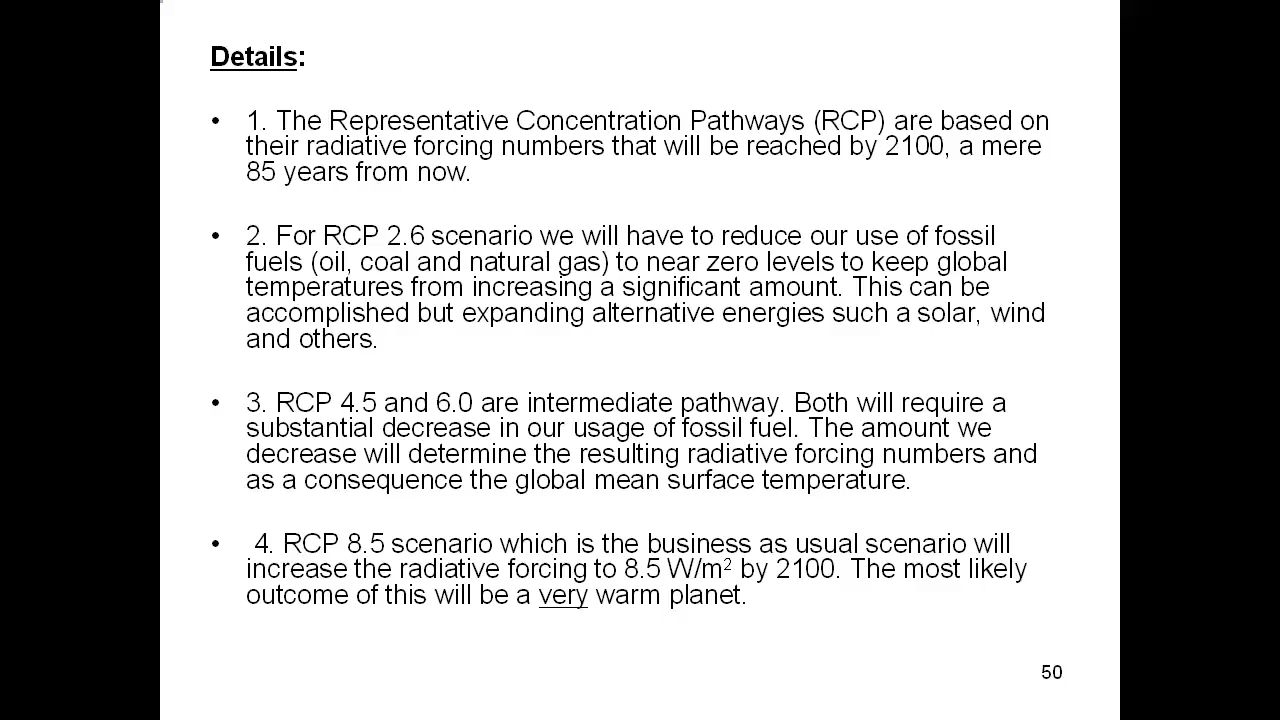 Details:
• 1. The Representative Concentration Pathways (RCP) are based on
their radiative forcing numbers that will be reached by 2100, a mere
85 years from now.
• 2. For RCP 2.6 scenario we will have to reduce our use of fossil
fuels (oil, coal and natural gas) to near zero levels to keep global
temperatures from increasing a significant amount. This can be
accomplished but expanding alternative energies such a solar, wind
and others.
• 3. RCP 4.5 and 6.0 are intermediate pathway. Both will require a
substantial decrease in our usage of fossil fuel. The amount we
decrease will determine the resulting radiative forcing numbers and
as a consequence the global mean surface temperature.
• 4. RCP 8.5 scenario which is the business as usual scenario will
increase the radiative forcing to 8.5 W/m² by 2100. The most likely
outcome of this will be a very warm planet.
50